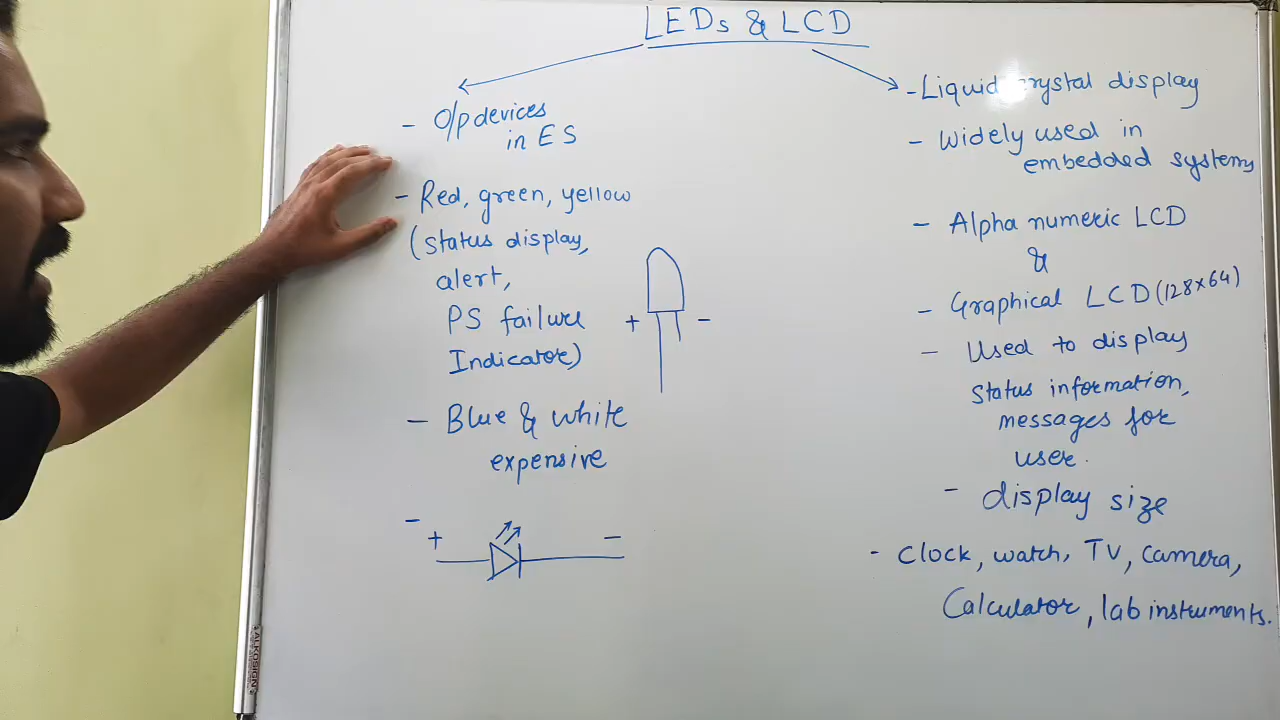 LEDs & LCD
- O/p devices
in ES
- Red, green, yellow
(status display,
alert,
PS failure
Indicator)
+ -
- Blue & white
expensive
-
+ -
- Liquid crystal display
- Widely used in
embedded systems
- Alpha numeric LCD
&
- Graphical LCD (128x64)
- Used to display
status information,
messages for
user.
- display size
- Clock, watch, TV, camera,
Calculator, lab instruments.
ALKOSIGN